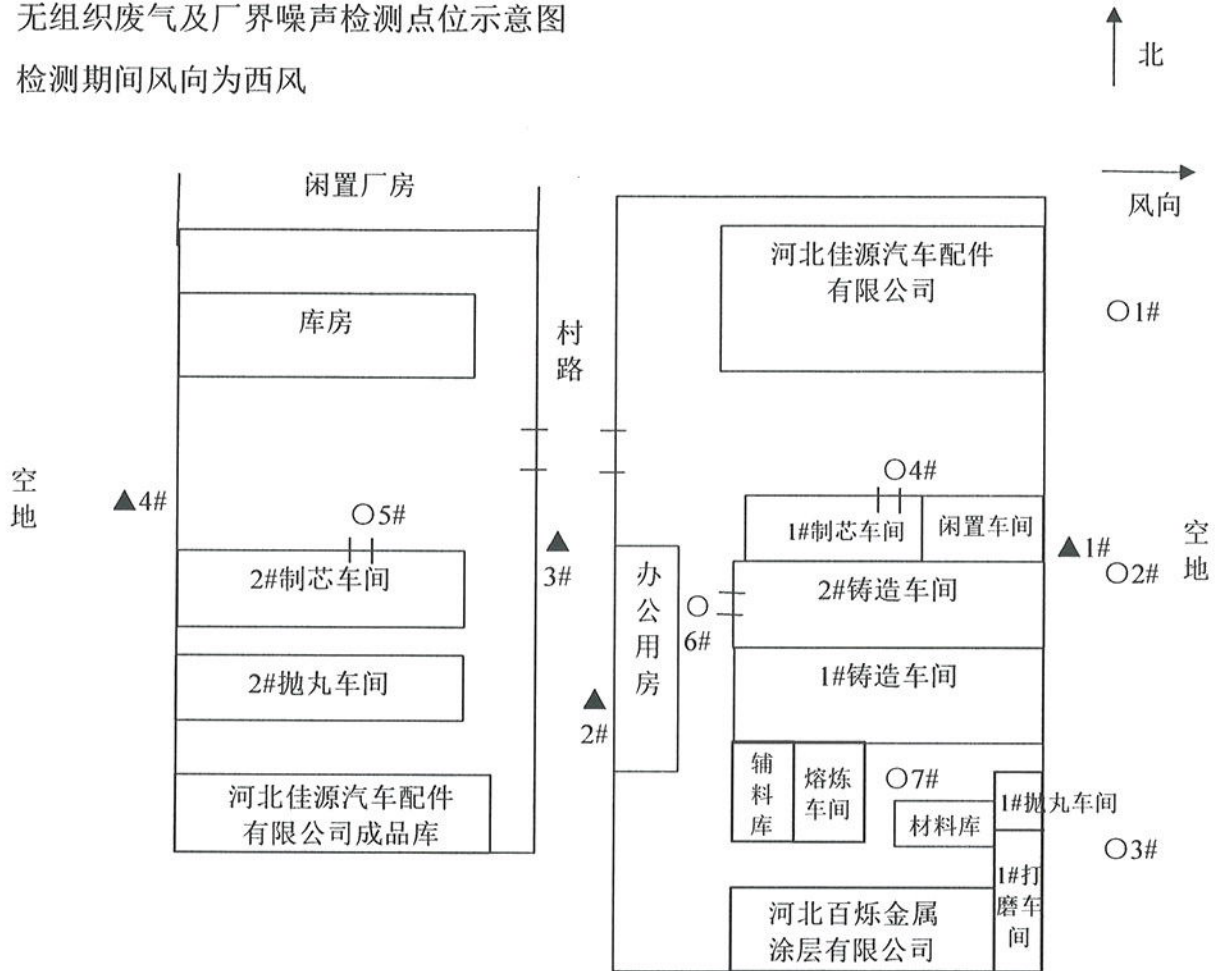 无组织废气及厂界噪声检测点位示意图
检测期间风向为西风
北
风向
闲置厂房
库房
村
路
河北佳源汽车配件
有限公司
○1#
空
地
▲4#
○5#
2#制芯车间
▲
3#
2#抛丸车间
▲
2#
河北佳源汽车配件
有限公司成品库
办
公
用
房
○4#
1#制芯车间
闲置车间
▲1#
空
地
○2#
2#铸造车间
○
6#
1#铸造车间
辅
料
库
熔炼
车间
○7#
材料库
1#抛丸车间
○3#
1#打
磨车
间
河北百烁金属
涂层有限公司